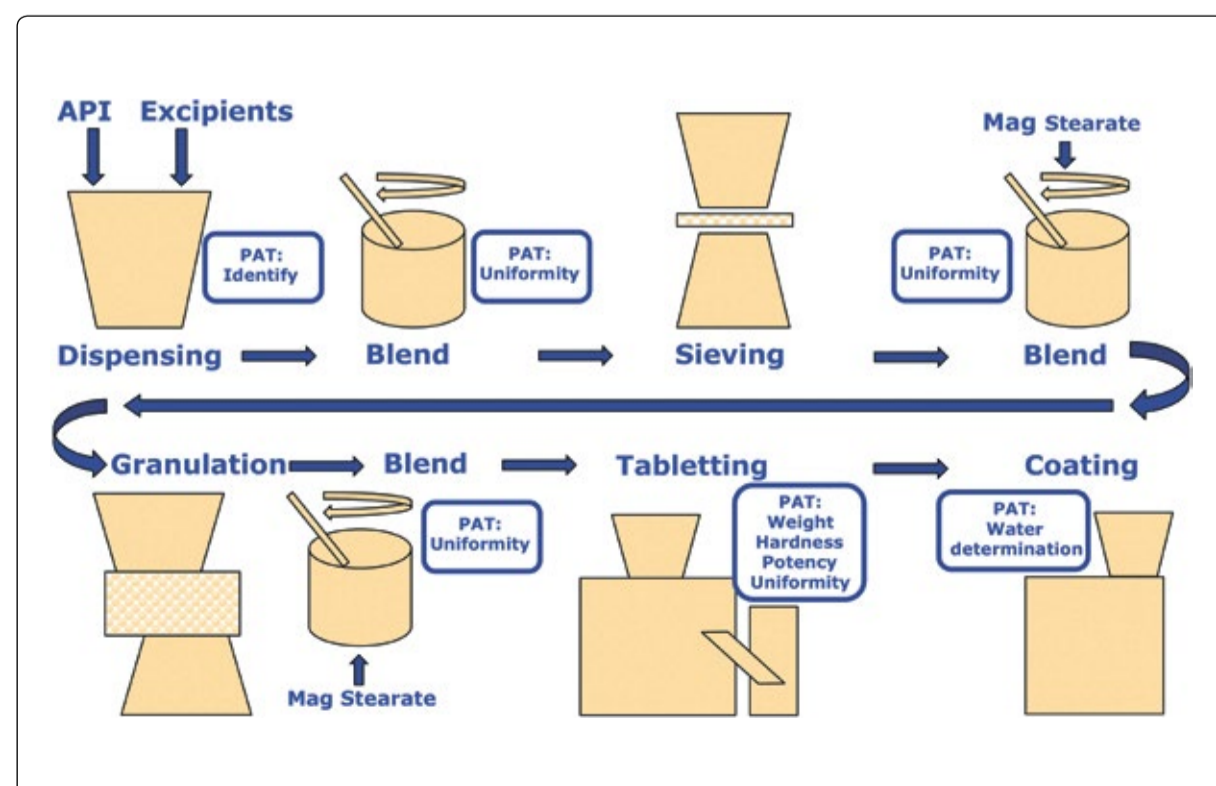 API Excipients
Mag Stearate
PAT:
Identify
PAT:
Uniformity
PAT:
Uniformity
Dispensing Blend Sieving Blend
Granulation Blend Tabletting Coating
PAT:
Uniformity
PAT:
Weight
Hardness
Potency
Uniformity
PAT:
Water
determination
Mag Stearate